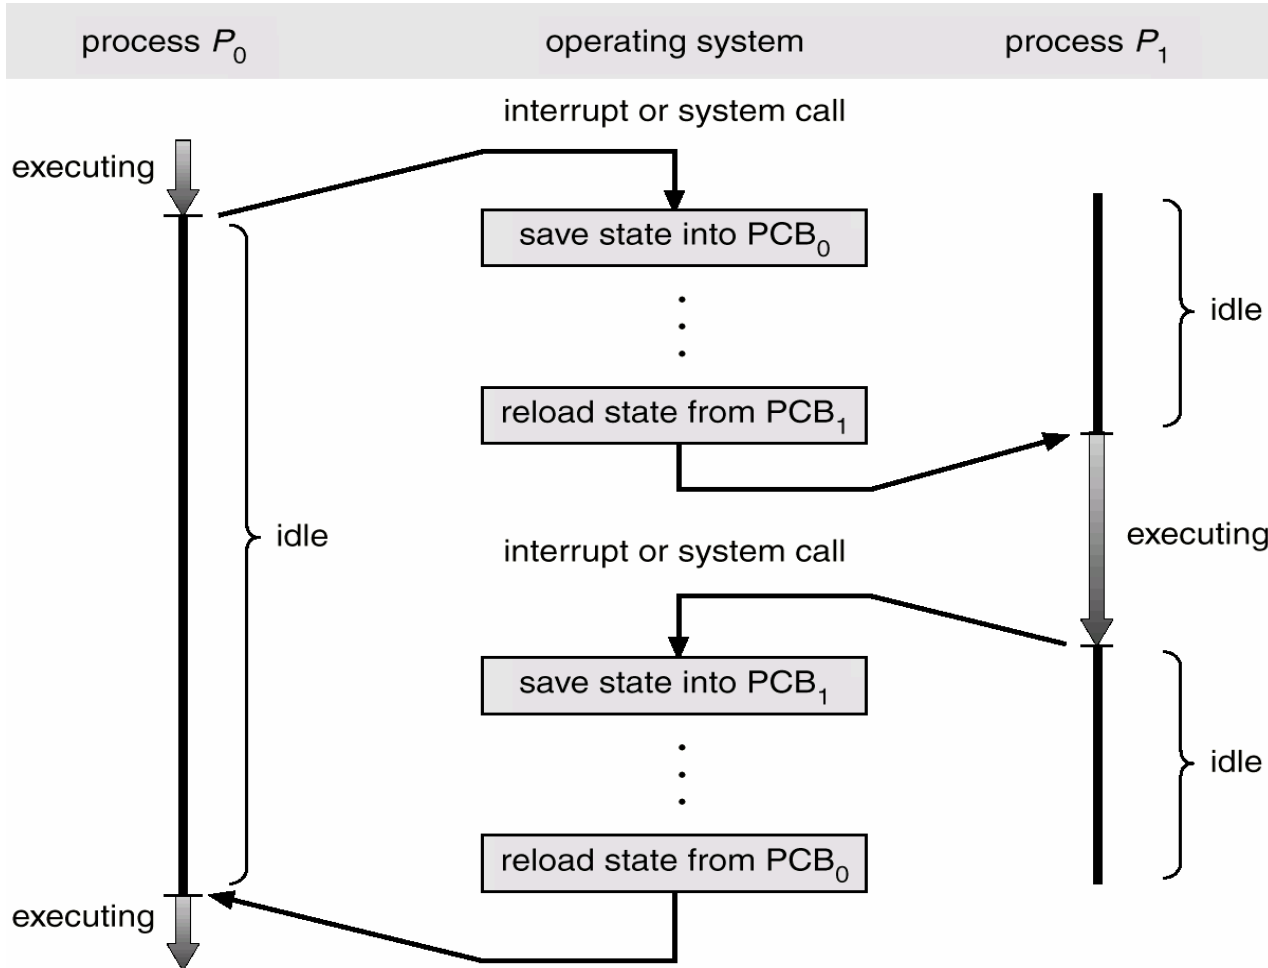 process P0 operating system process P1
interrupt or system call
executing
save state into PCB0
idle
reload state from PCB1
idle
executing
interrupt or system call
save state into PCB1
idle
reload state from PCB0
executing